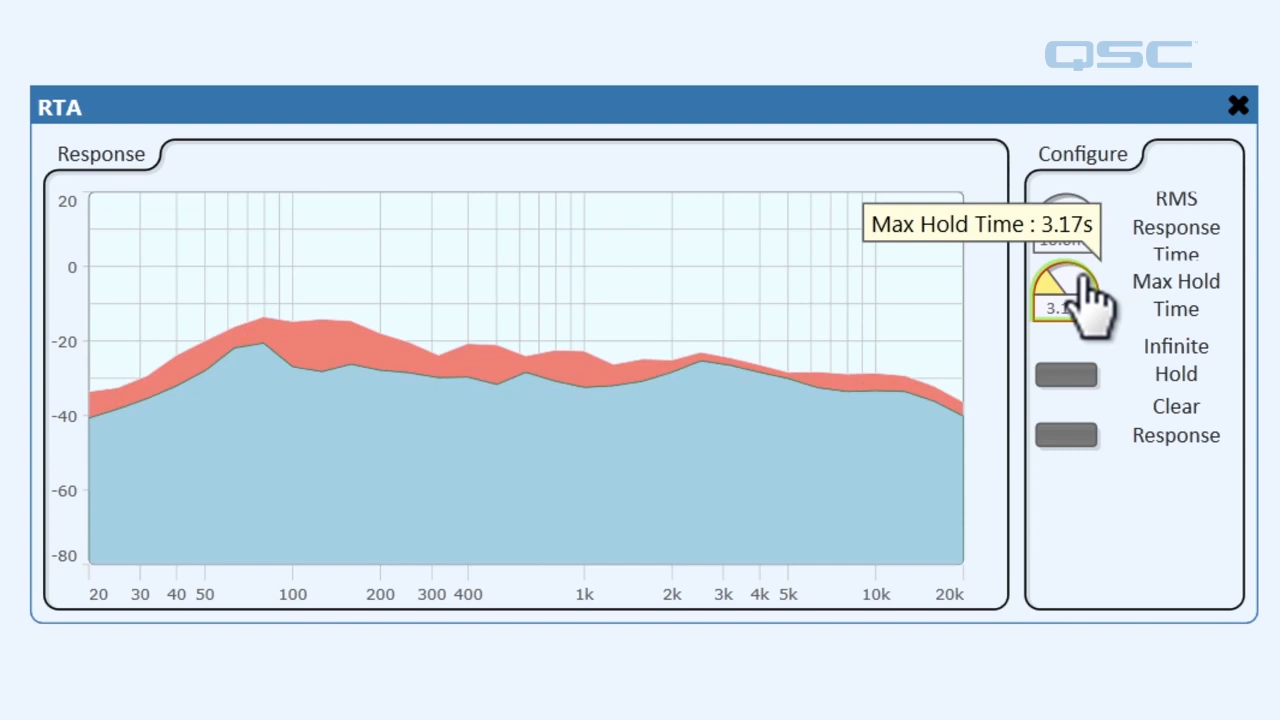 QSC
RTA
Response
Configure
20
0
-20
-40
-60
-80
20 30 40 50 100 200 300 400 1k 2k 3k 4k 5k 10k 20k
Max Hold Time : 3.17s
RMS
Response
Time
Max Hold
Time
Infinite
Hold
Clear
Response